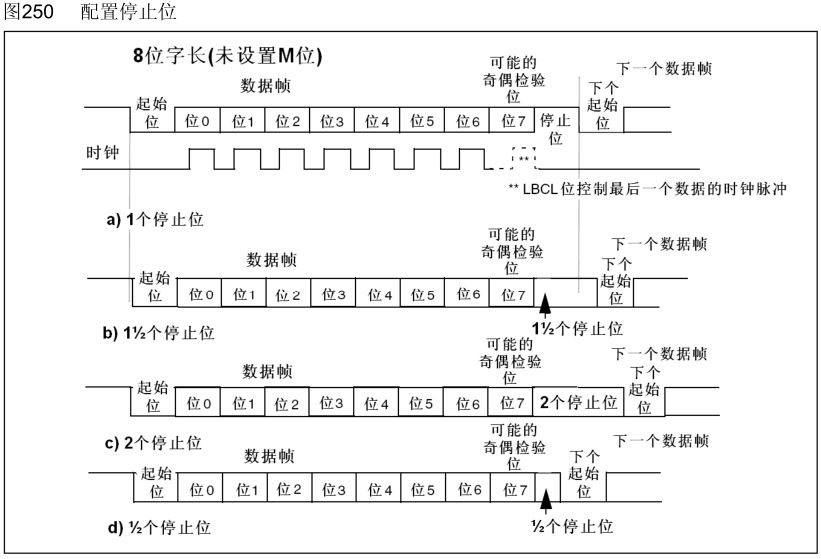 图250 配置停止位
8位字长(未设置M位)
数据帧
可能的
奇偶检验
位
下一个数据帧
起始
位
位0 位1 位2 位3 位4 位5 位6 位7
停止
位
下个
起始
位
时钟
**
** LBCL位控制最后一个数据的时钟脉冲
a) 1个停止位
数据帧
可能的
奇偶检验
位
下一个数据帧
起始
位
位0 位1 位2 位3 位4 位5 位6 位7
下个
起始
位
b) 1½个停止位
1½个停止位
数据帧
可能的
奇偶检验
位
下一个数据帧
起始
位
位0 位1 位2 位3 位4 位5 位6 位7
2个停止位
下个
起始
位
c) 2个停止位
数据帧
可能的
奇偶检验
位
下一个数据帧
起始
位
位0 位1 位2 位3 位4 位5 位6 位7
下个
起始
位
d) ½个停止位
½个停止位